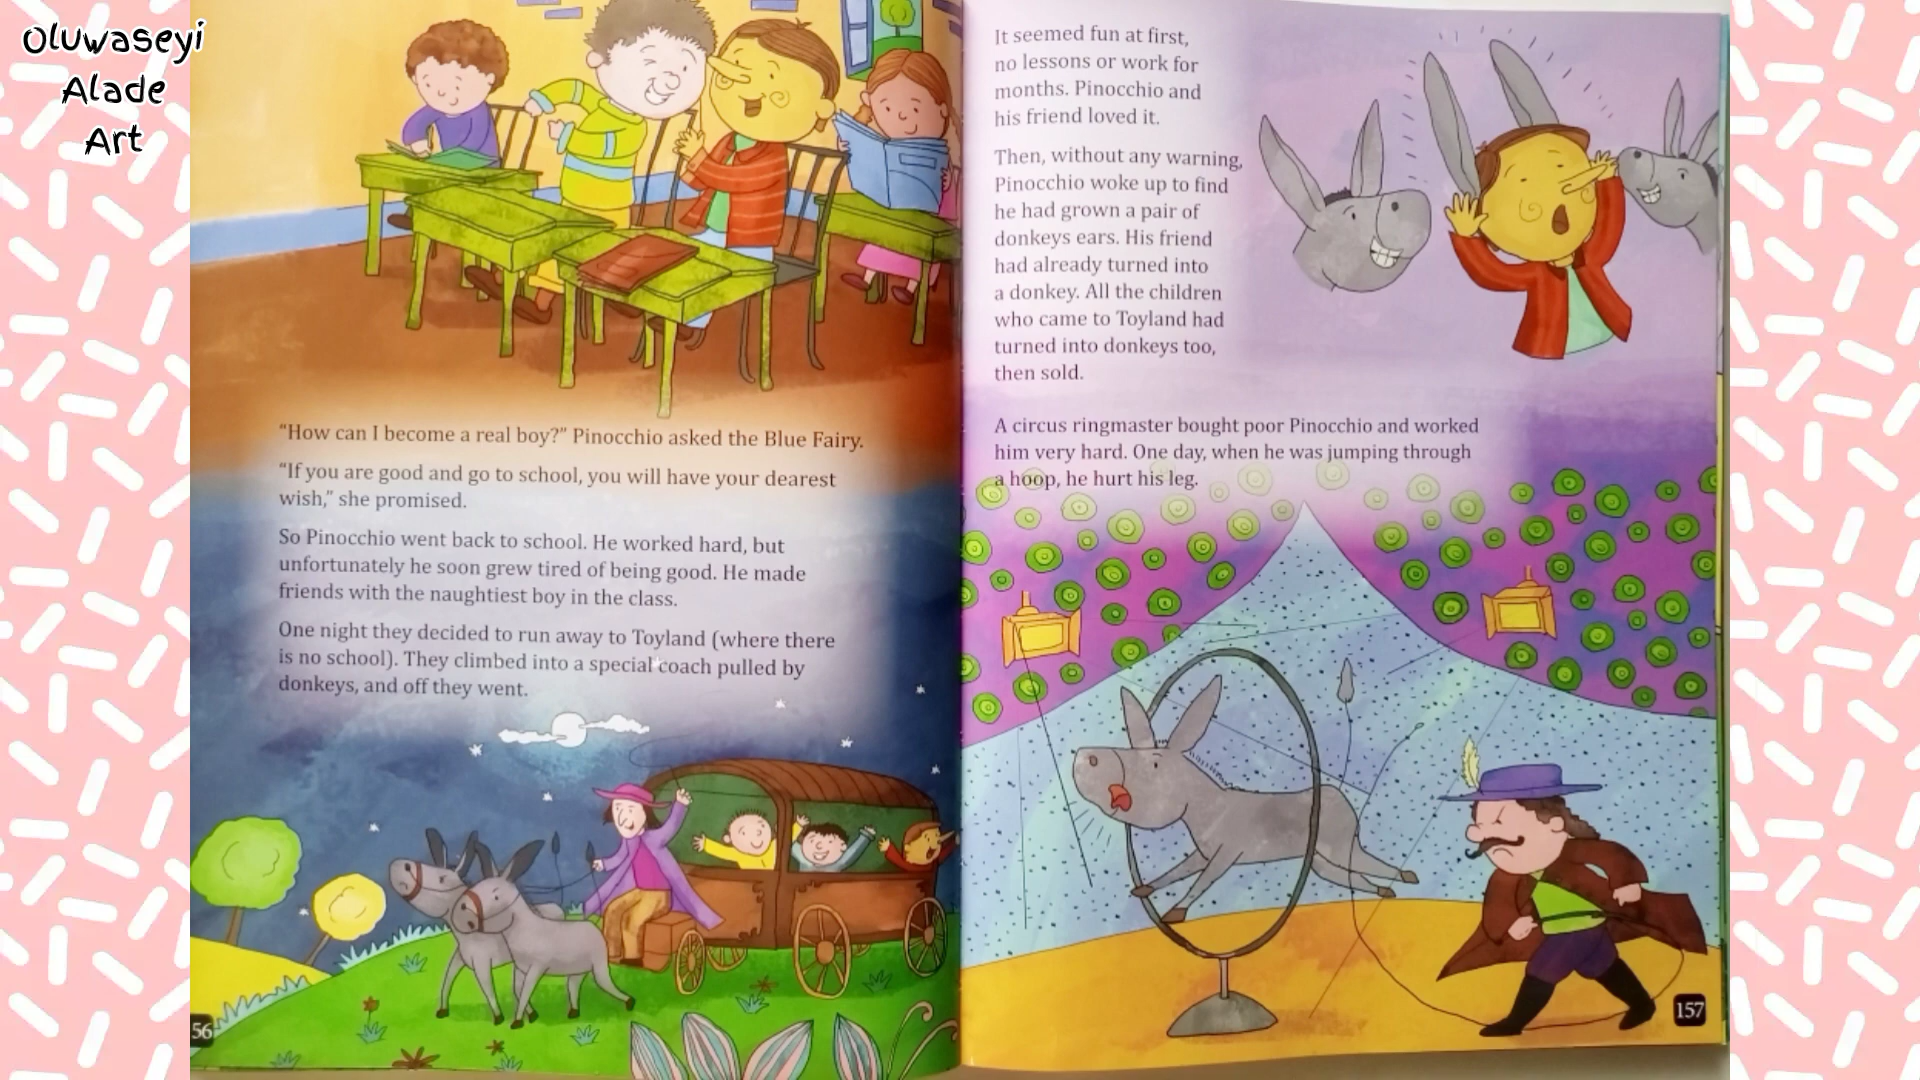 Oluwaseyi
Alade
Art
“How can I become a real boy?” Pinocchio asked the Blue Fairy.
“If you are good and go to school, you will have your dearest
wish,” she promised.
So Pinocchio went back to school. He worked hard, but
unfortunately he soon grew tired of being good. He made
friends with the naughtiest boy in the class.
One night they decided to run away to Toyland (where there
is no school). They climbed into a special coach pulled by
donkeys, and off they went.
56
It seemed fun at first,
no lessons or work for
months. Pinocchio and
his friend loved it.
Then, without any warning,
Pinocchio woke up to find
he had grown a pair of
donkeys ears. His friend
had already turned into
a donkey. All the children
who came to Toyland had
turned into donkeys too,
then sold.
A circus ringmaster bought poor Pinocchio and worked
him very hard. One day, when he was jumping through
a hoop, he hurt his leg.
157